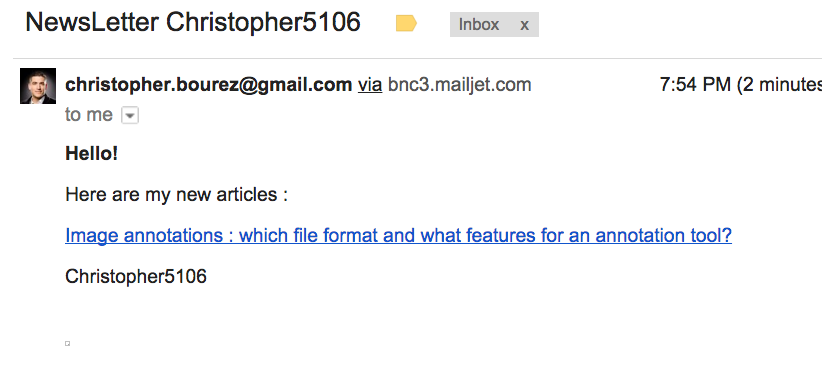 NewsLetter Christopher5106 Inbox x
christopher.bourez@gmail.com via bnc3.mailjet.com 7:54 PM (2 minutes
to me
Hello!
Here are my new articles :
Image annotations : which file format and what features for an annotation tool?
Christopher5106